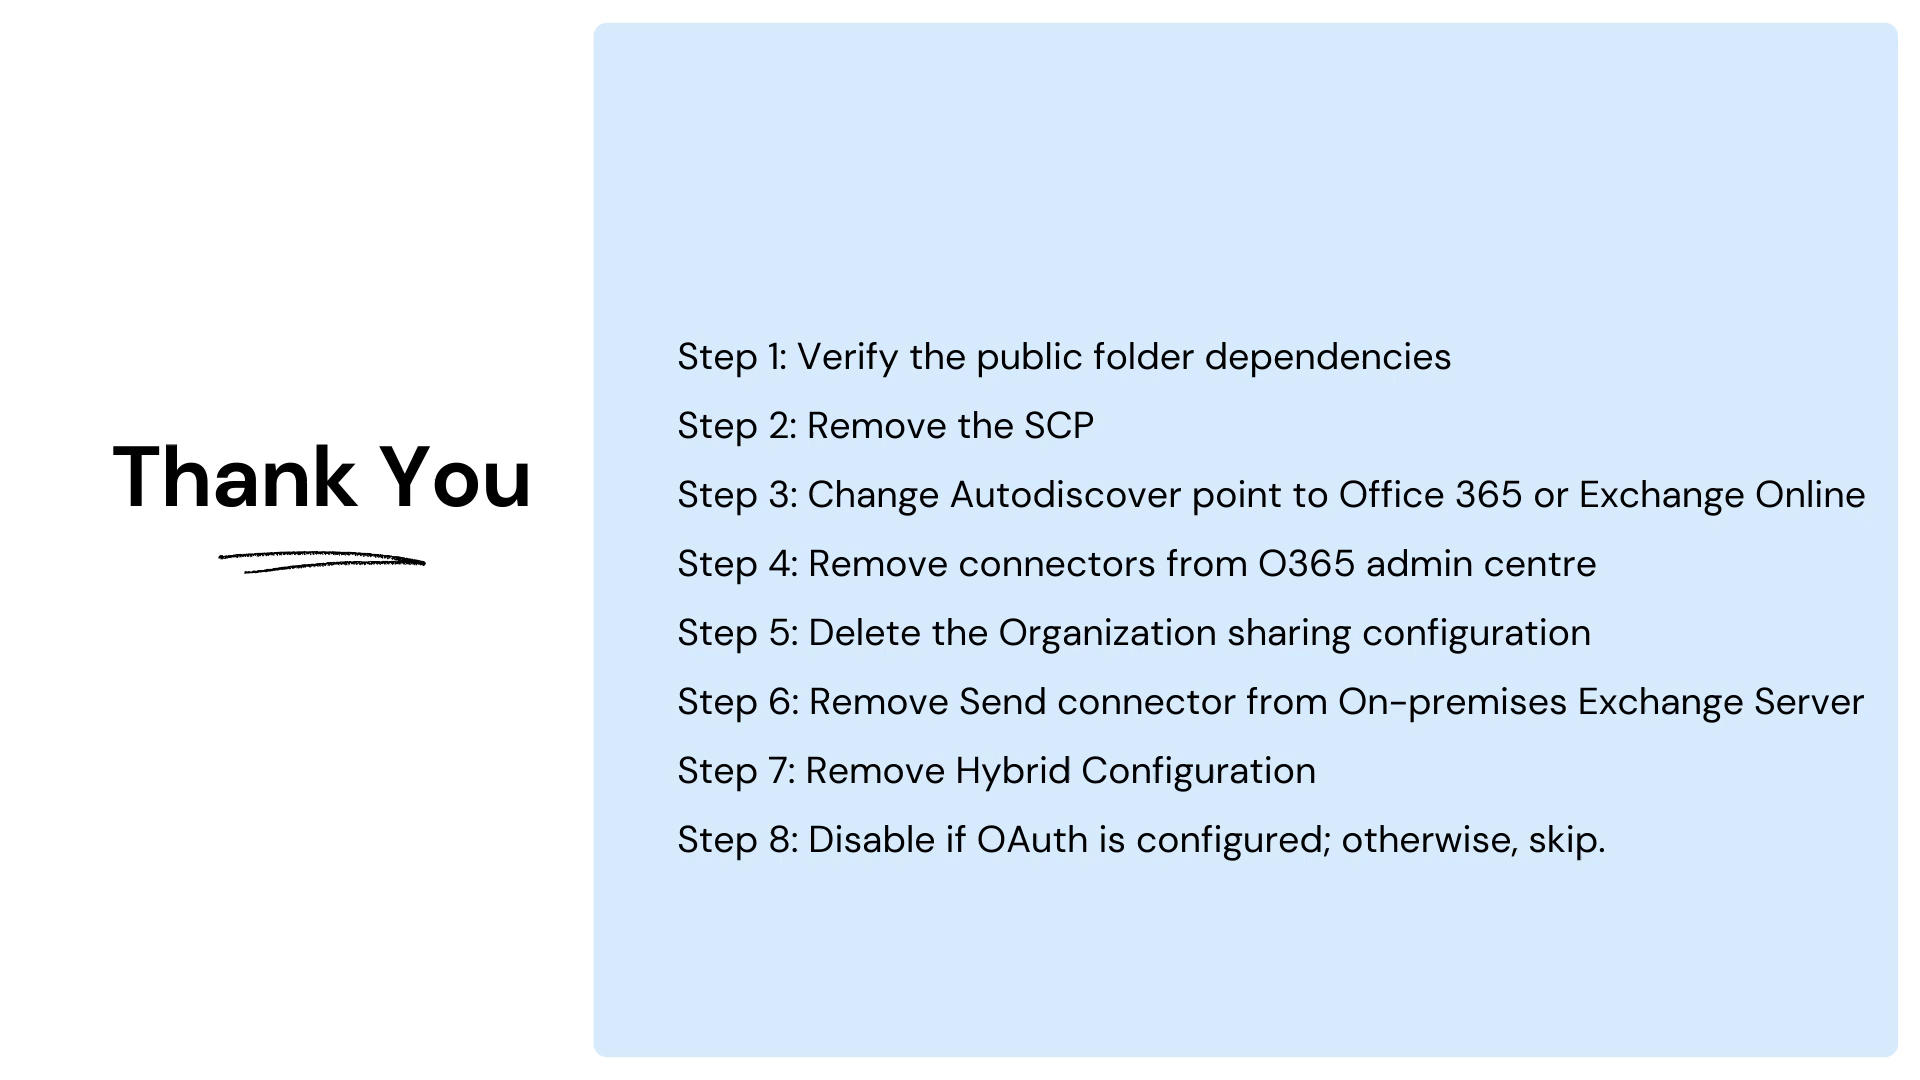 Thank You
Step 1: Verify the public folder dependencies
Step 2: Remove the SCP
Step 3: Change Autodiscover point to Office 365 or Exchange Online
Step 4: Remove connectors from O365 admin centre
Step 5: Delete the Organization sharing configuration
Step 6: Remove Send connector from On-premises Exchange Server
Step 7: Remove Hybrid Configuration
Step 8: Disable if OAuth is configured; otherwise, skip.